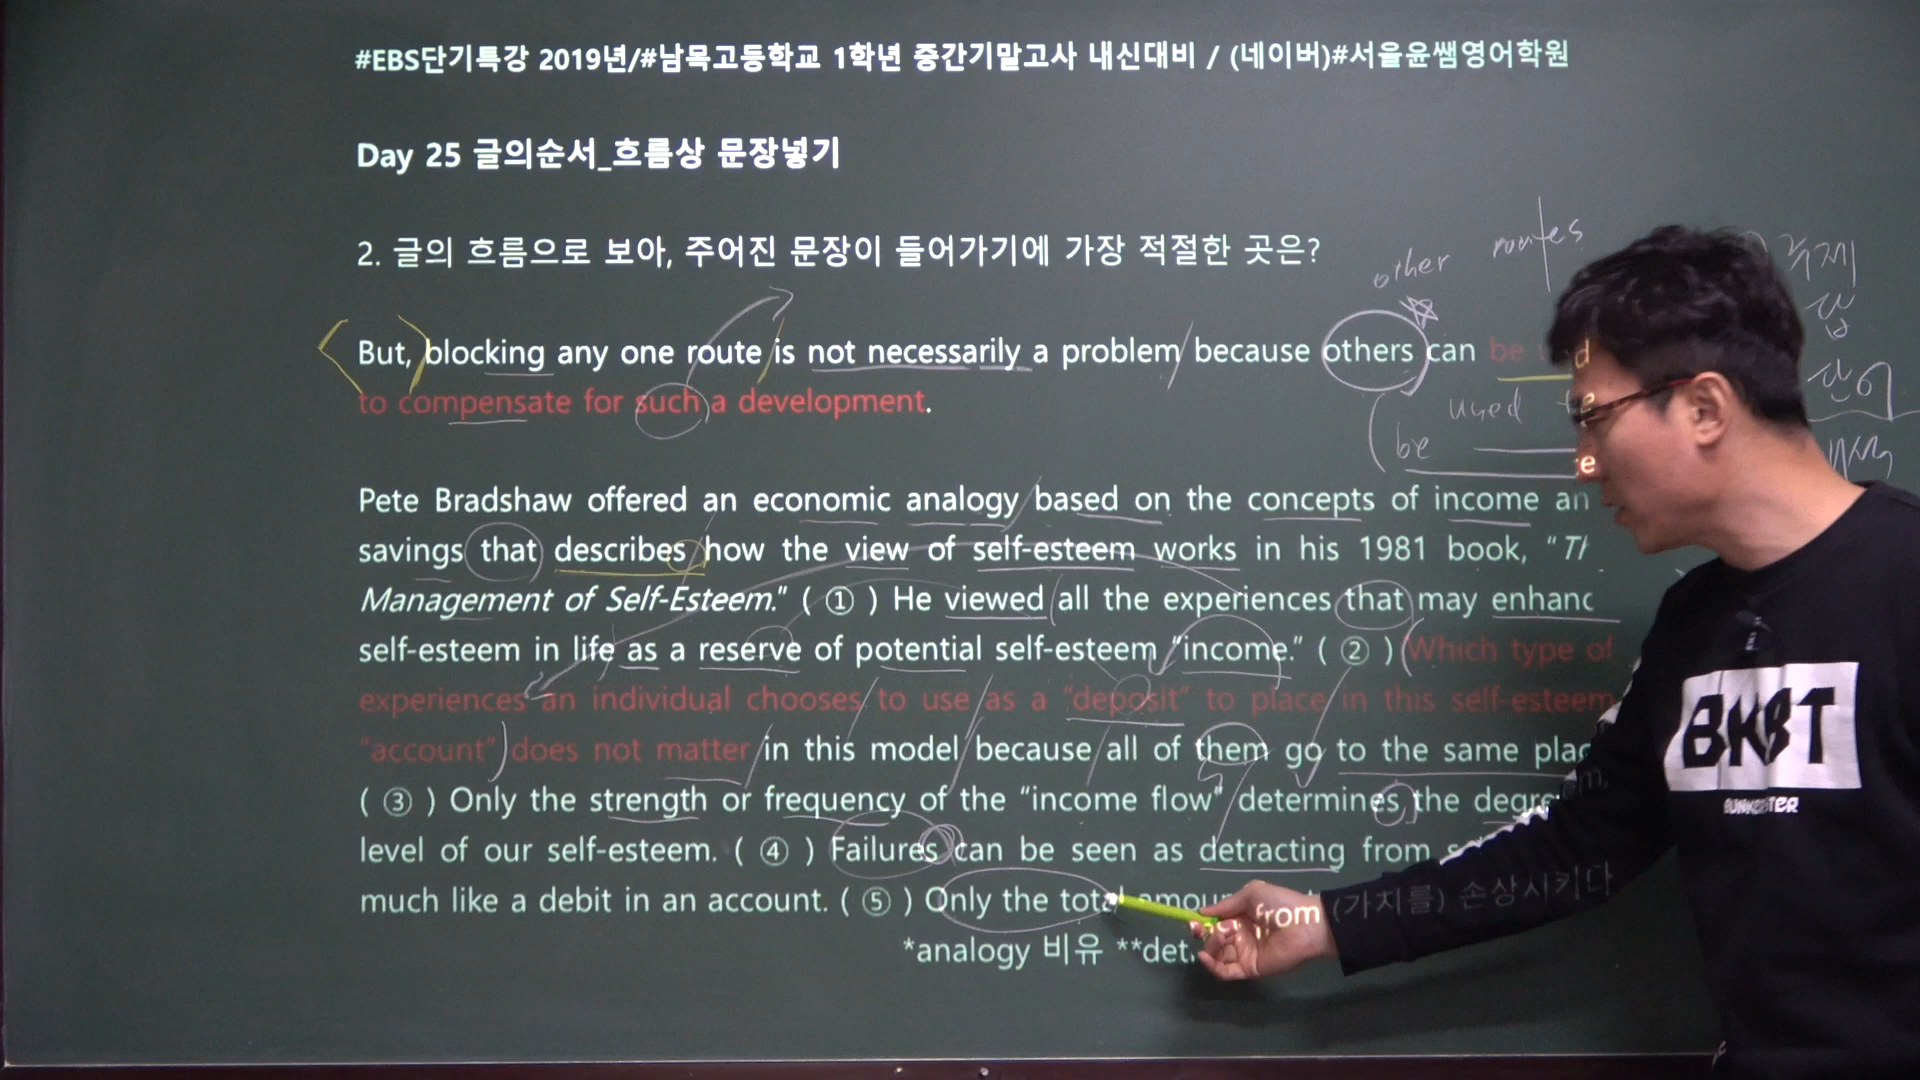 #EBS단기특강 2019년/#남목고등학교 1학년 중간기말고사 내신대비 / (네이버)#서울윤쌤영어학원
Day 25 글의순서_흐름상 문장넣기
2. 글의 흐름으로 보아, 주어진 문장이 들어가기에 가장 적절한 곳은?
other routes
주제
답
단어
But, blocking any one route is not necessarily a problem because others can be
to compensate for such a development.
used
(be
Pete Bradshaw offered an economic analogy based on the concepts of income an
savings that describes how the view of self-esteem works in his 1981 book, "Th
Management of Self-Esteem." ( ① ) He viewed all the experiences that may enhanc
self-esteem in life as a reserve of potential self-esteem "income." ( ② ) Which type of
experiences an individual chooses to use as a "deposit" to place in this self-esteem
"account" does not matter in this model because all of them go to the same plac
( ③ ) Only the strength or frequency of the "income flow" determines the degre
level of our self-esteem. ( ④ ) Failures can be seen as detracting from
much like a debit in an account. ( ⑤ ) Only the total amou
from (가치를) 손상시키다
*analogy 비유 **det
BKBT
BUNKBETER